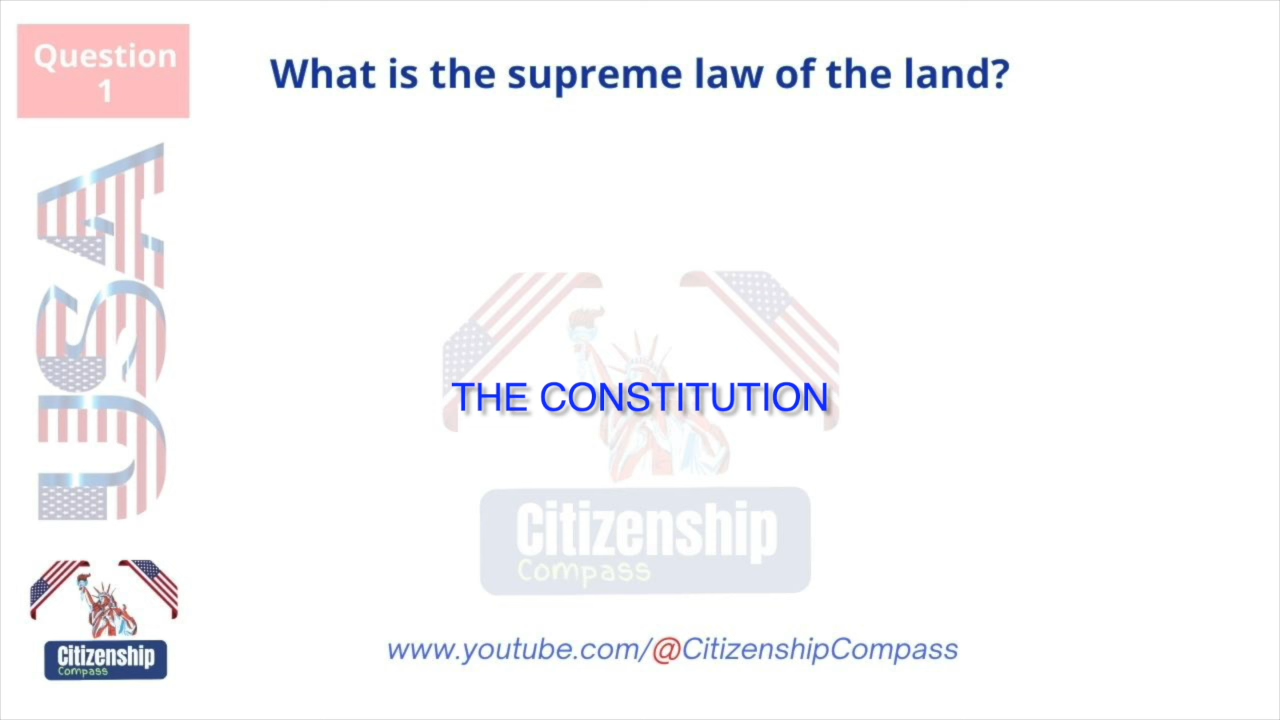 Question
1
What is the supreme law of the land?
USA
THE CONSTITUTION
Citizenship
Compass
Citizenship
Compass
www.youtube.com/@CitizenshipCompass